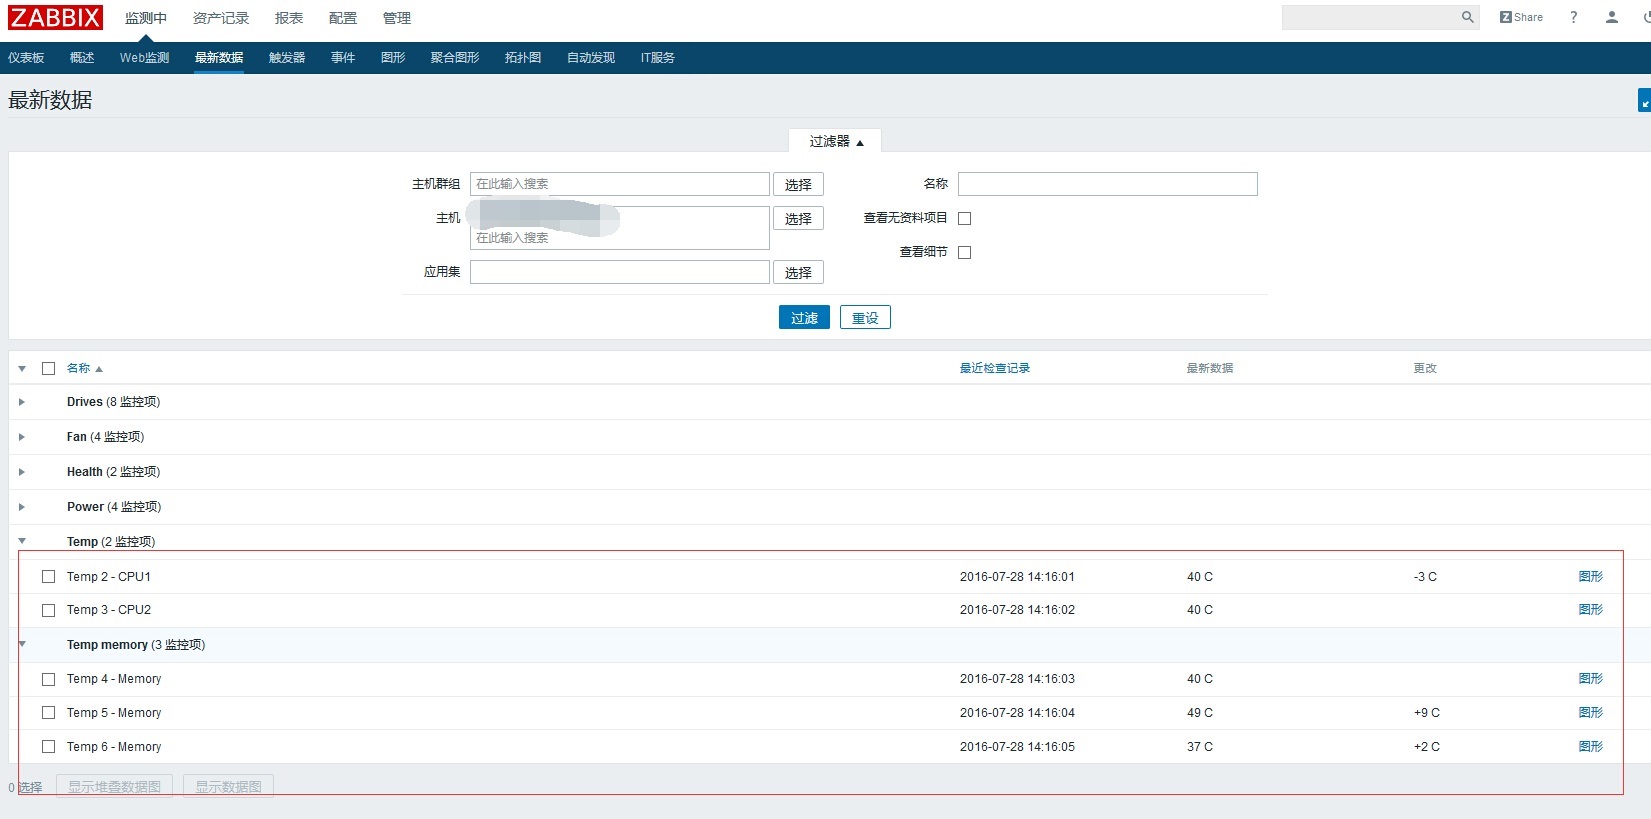 ZABBIX 监测中 资产记录 报表 配置 管理 Z Share ?
仪表板 概述 Web监测 最新数据 触发器 事件 图形 聚合图形 拓扑图 自动发现 IT服务
最新数据
过滤器 ▲
主机群组 在此输入搜索 选择 名称
主机 选择 查看无资料项目
在此输入搜索
查看细节
应用集 选择
过滤 重设
名称 ▲ 最近检查记录 最新数据 更改
Drives (8 监控项)
Fan (4 监控项)
Health (2 监控项)
Power (4 监控项)
Temp (2 监控项)
Temp 2 - CPU1 2016-07-28 14:16:01 40 C -3 C 图形
Temp 3 - CPU2 2016-07-28 14:16:02 40 C 图形
Temp memory (3 监控项)
Temp 4 - Memory 2016-07-28 14:16:03 40 C 图形
Temp 5 - Memory 2016-07-28 14:16:04 49 C +9 C 图形
Temp 6 - Memory 2016-07-28 14:16:05 37 C +2 C 图形
0 选择 显示堆叠数据图 显示数据图